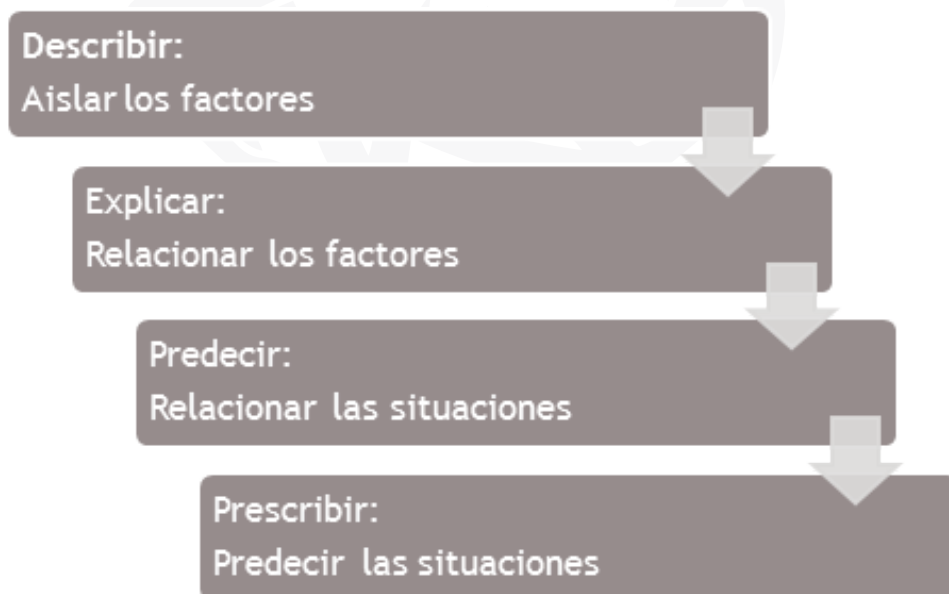 Describir:
Aislar los factores
Explicar:
Relacionar los factores
Predecir:
Relacionar las situaciones
Prescribir:
Predecir las situaciones